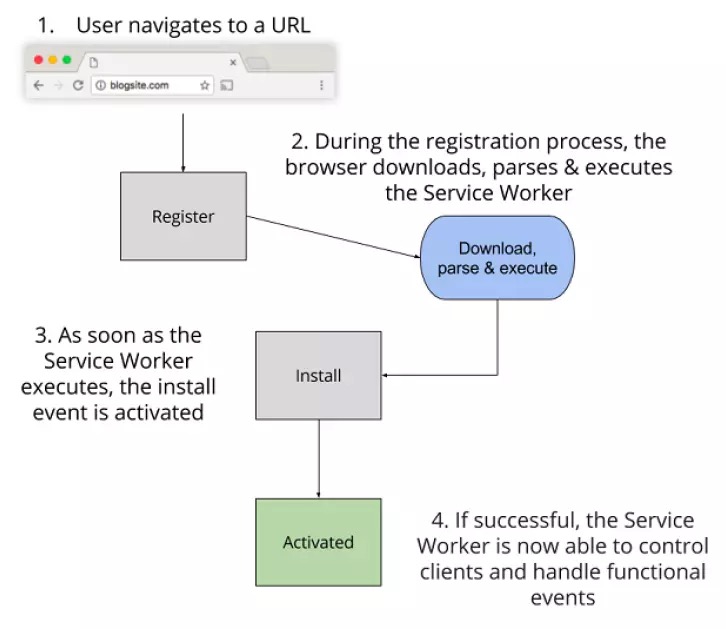 1. User navigates to a URL
blogsite.com
2. During the registration process, the
browser downloads, parses & executes
the Service Worker
Register
Download,
parse & execute
3. As soon as the
Service Worker
executes, the install
event is activated
Install
Activated
4. If successful, the Service
Worker is now able to control
clients and handle functional
events